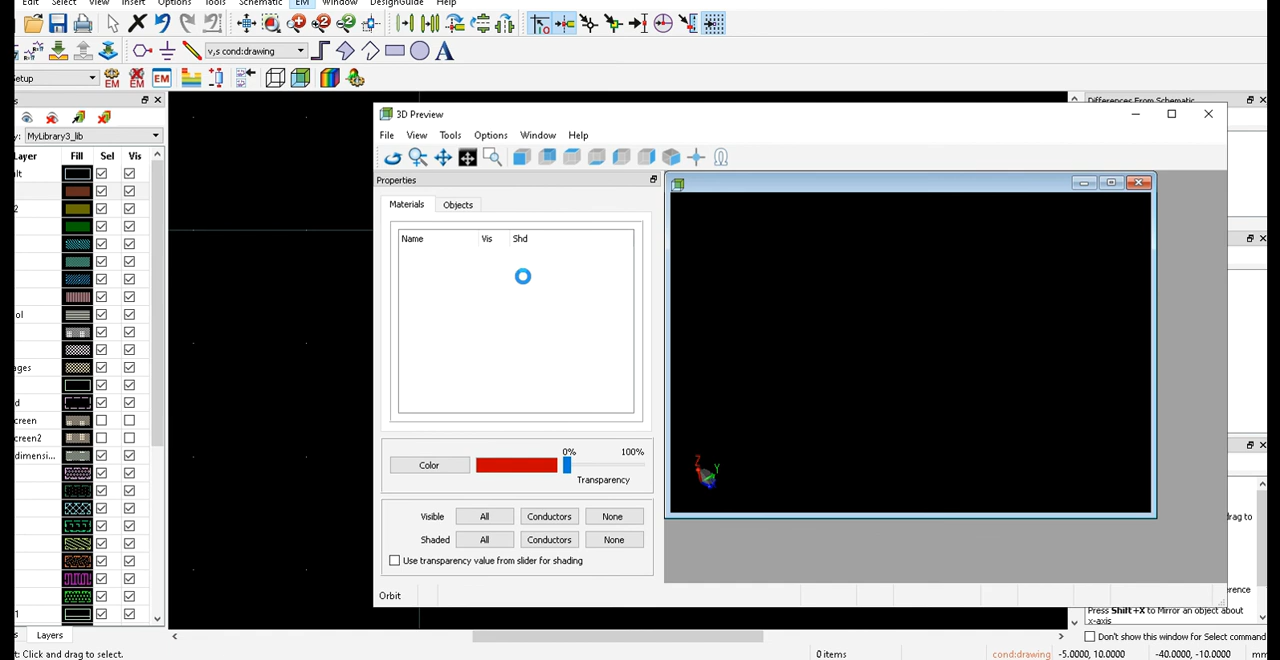 Edit Select View Insert Options Tools Schematic EM Window DesignGuide Help
v,s cond:drawing
EM EM EM
Setup
MyLibrary3_lib
Differences From Schematic
3D Preview
File View Tools Options Window Help
Layer Fill Sel Vis
Properties
Materials Objects
Name Vis Shd
Color
0% 100%
Transparency
Visible All Conductors None
Shaded All Conductors None
Use transparency value from slider for shading
Z
Y
Orbit
drag to
Press Shift+X to Mirror an object about
x-axis
Layers
Don't show this window for Select command
t: Click and drag to select.
0 items
cond:drawing -5.0000, 10.0000 -40.0000, -10.0000